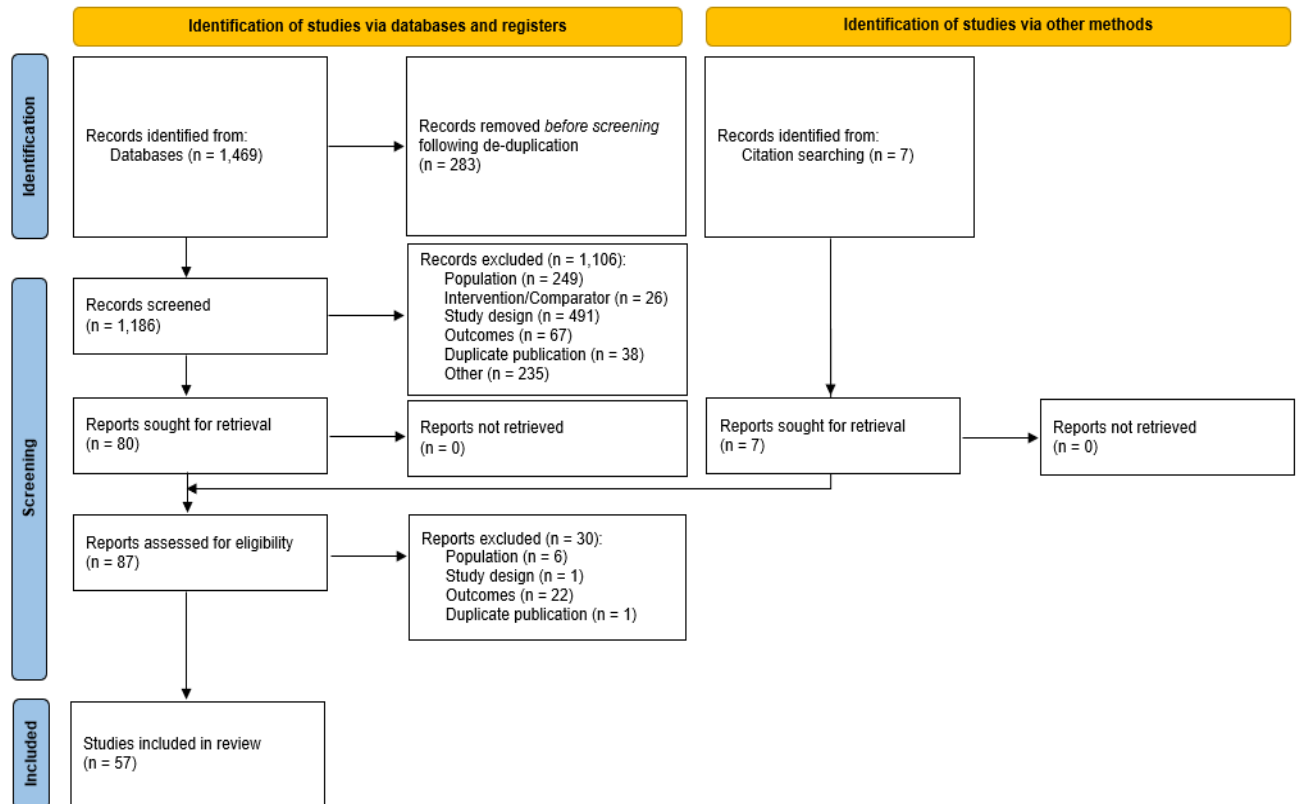 Identification of studies via databases and registers
Identification of studies via other methods
Identification
Records identified from:
Databases (n = 1,469)
Records removed before screening
following de-duplication
(n = 283)
Records identified from:
Citation searching (n = 7)
Screening
Records screened
(n = 1,186)
Records excluded (n = 1,106):
Population (n = 249)
Intervention/Comparator (n = 26)
Study design (n = 491)
Outcomes (n = 67)
Duplicate publication (n = 38)
Other (n = 235)
Reports sought for retrieval
(n = 80)
Reports not retrieved
(n = 0)
Reports sought for retrieval
(n = 7)
Reports not retrieved
(n = 0)
Reports assessed for eligibility
(n = 87)
Reports excluded (n = 30):
Population (n = 6)
Study design (n = 1)
Outcomes (n = 22)
Duplicate publication (n = 1)
Included
Studies included in review
(n = 57)